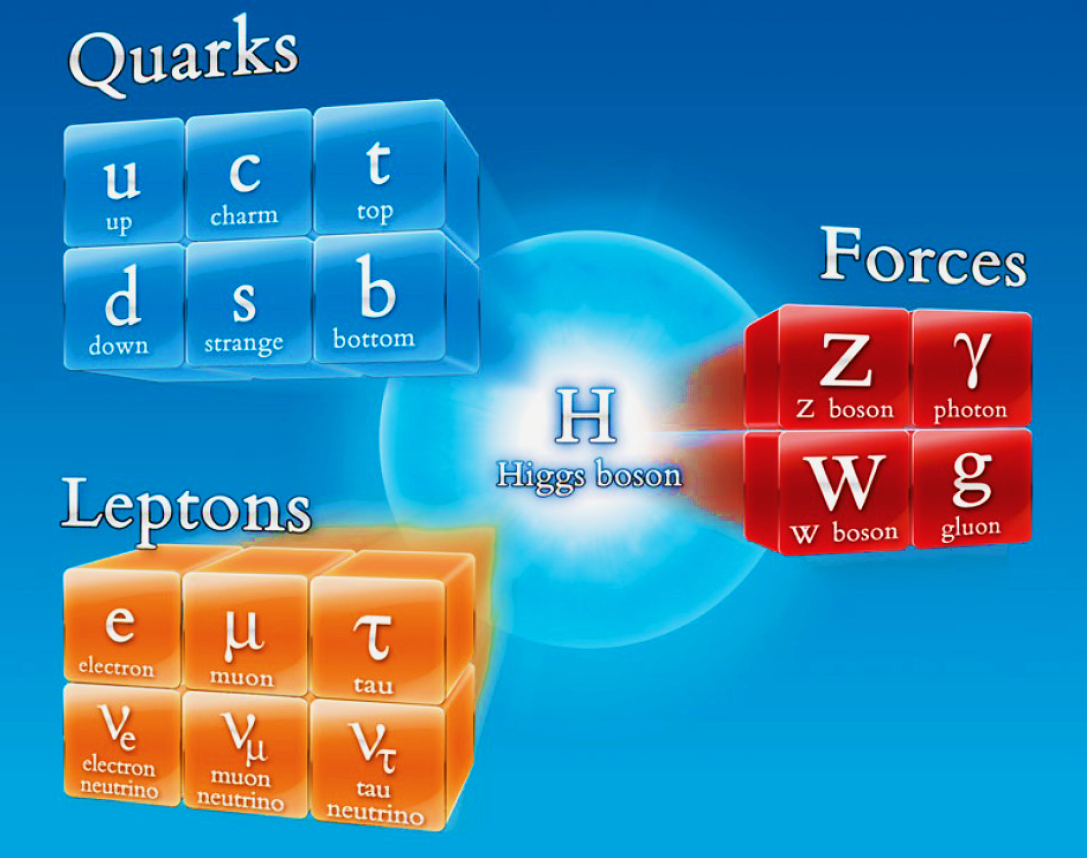 Quarks
u
up
c
charm
t
top
d
down
s
strange
b
bottom
Forces
Z
Z boson
γ
photon
W
W boson
g
gluon
H
Higgs boson
Leptons
e
electron
μ
muon
τ
tau
νe
electron
neutrino
νμ
muon
neutrino
ντ
tau
neutrino